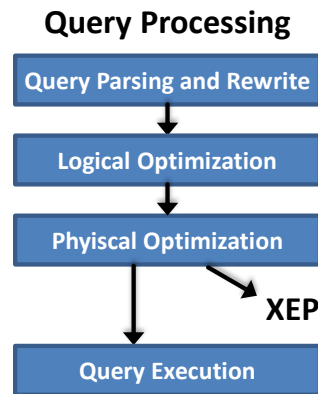 Query Processing
Query Parsing and Rewrite
Logical Optimization
Phyiscal Optimization
XEP
Query Execution